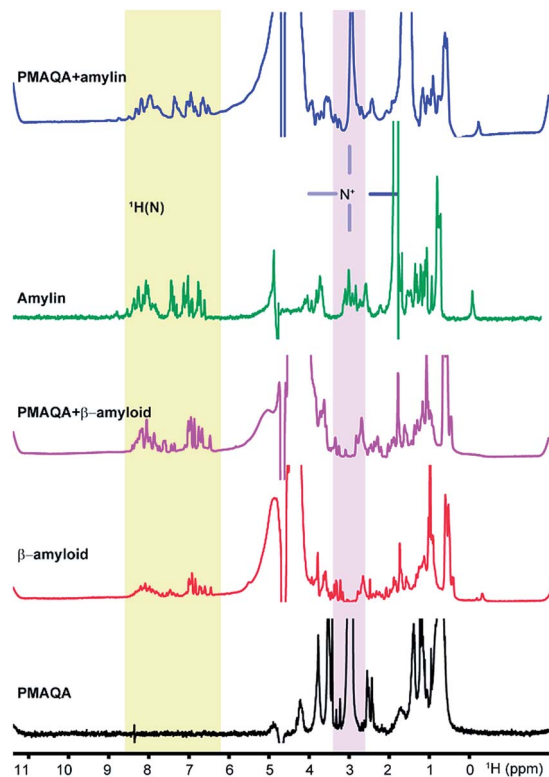 PMAQA+amylin
N⁺
¹H(N)
Amylin
PMAQA+β−amyloid
β−amyloid
PMAQA
11 10 9 8 7 6 5 4 3 2 1 0 ¹H (ppm)